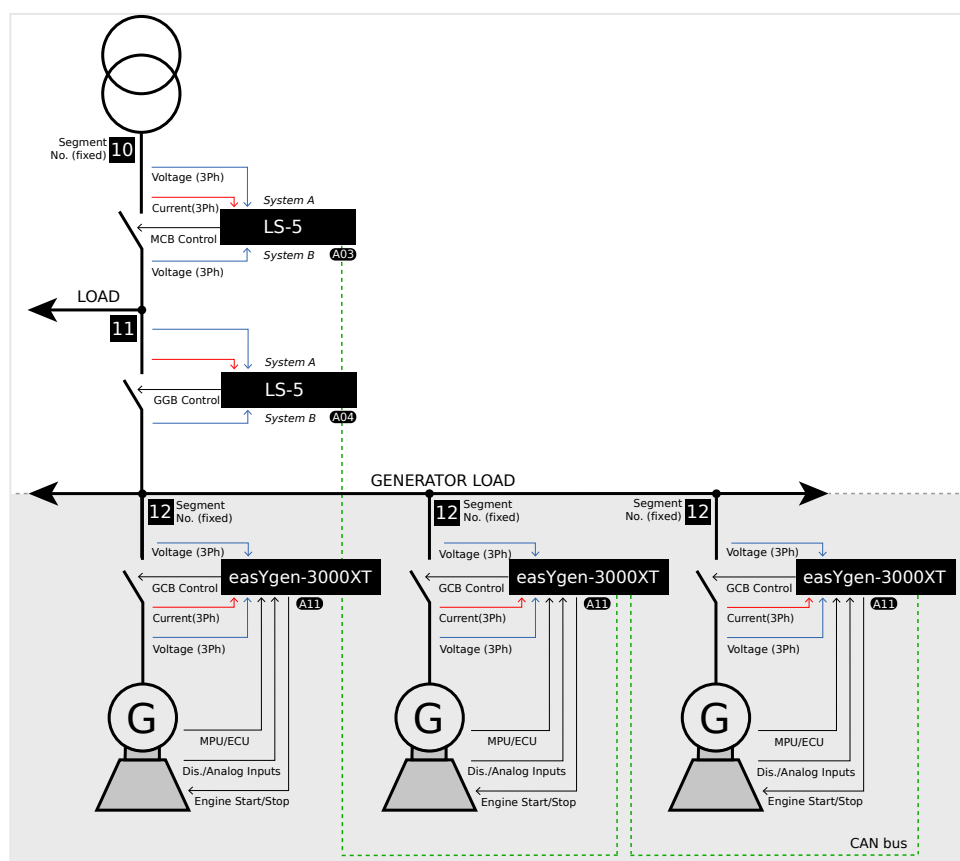 Segment
No. (fixed)
10
Voltage (3Ph)
System A
Current(3Ph)
LS-5
MCB Control
System B
A03
Voltage (3Ph)
LOAD
11
System A
LS-5
GGB Control
System B
A04
GENERATOR LOAD
12
Segment
No. (fixed)
12
Segment
No. (fixed)
Segment
No. (fixed)
12
Voltage (3Ph)
Voltage (3Ph)
Voltage (3Ph)
easYgen-3000XT
easYgen-3000XT
easYgen-3000XT
GCB Control
GCB Control
GCB Control
A11
A11
A11
Current(3Ph)
Current(3Ph)
Current(3Ph)
Voltage (3Ph)
Voltage (3Ph)
Voltage (3Ph)
G
G
G
MPU/ECU
MPU/ECU
MPU/ECU
Dis./Analog Inputs
Dis./Analog Inputs
Dis./Analog Inputs
Engine Start/Stop
Engine Start/Stop
Engine Start/Stop
CAN bus